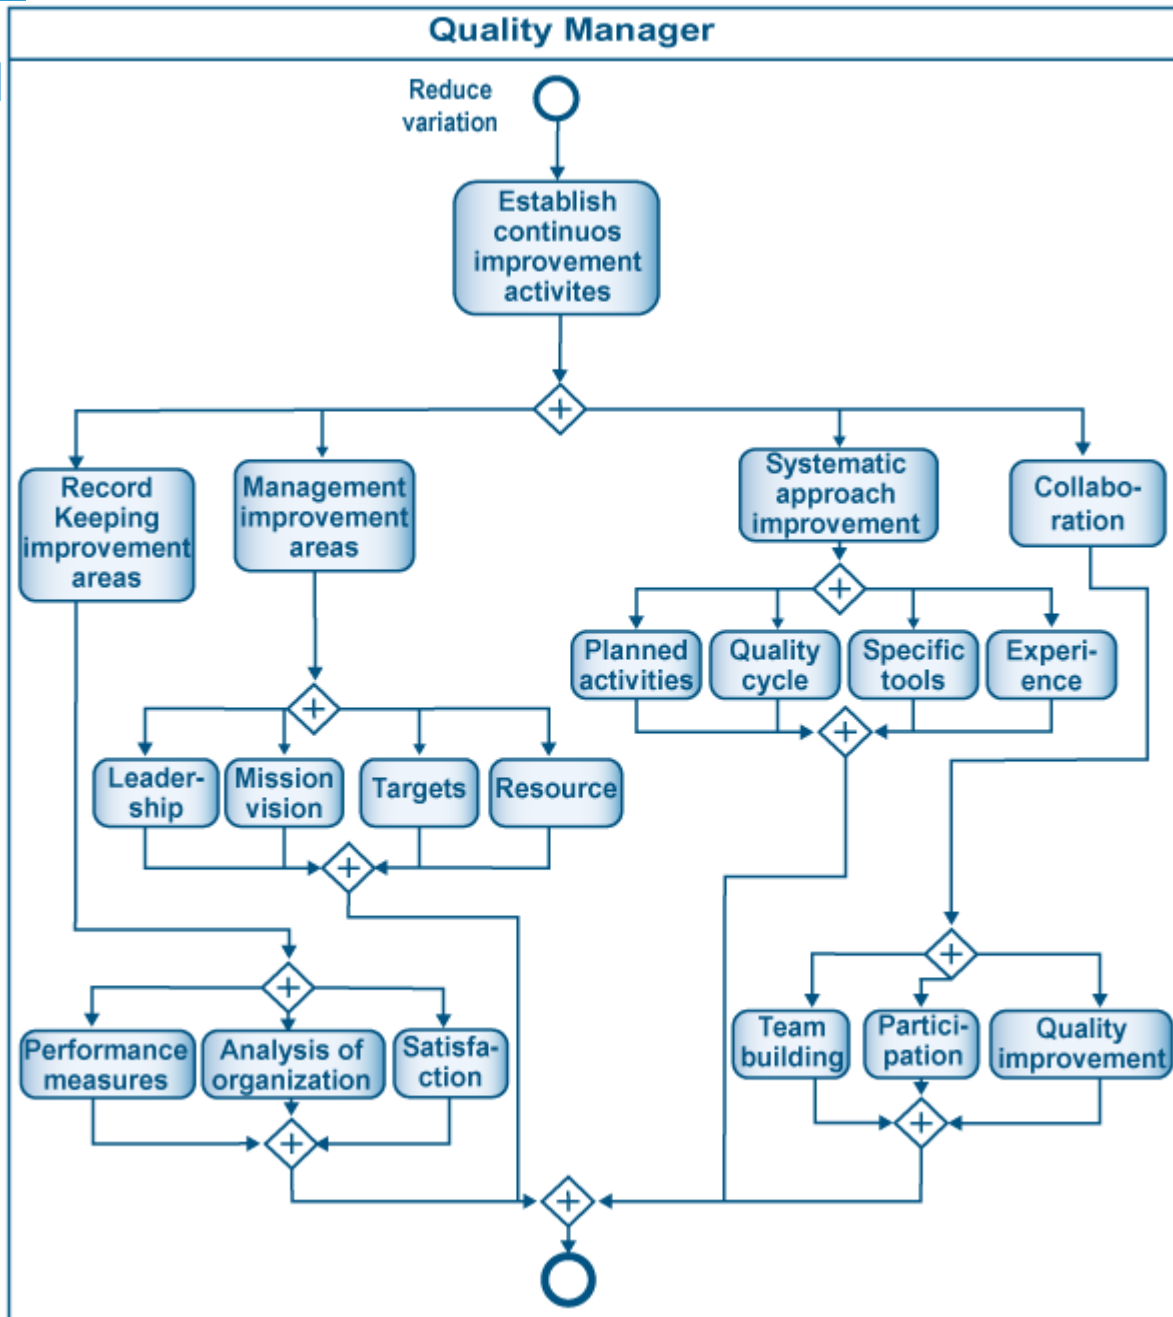 Quality Manager
Reduce
variation
Establish
continuos
improvement
activites
Record
Keeping
improvement
areas
Management
improvement
areas
Systematic
approach
improvement
Collabo-
ration
Planned
activities
Quality
cycle
Specific
tools
Experi-
ence
Leader-
ship
Mission
vision
Targets
Resource
Performance
measures
Analysis of
organization
Satisfa-
ction
Team
building
Partici-
pation
Quality
improvement